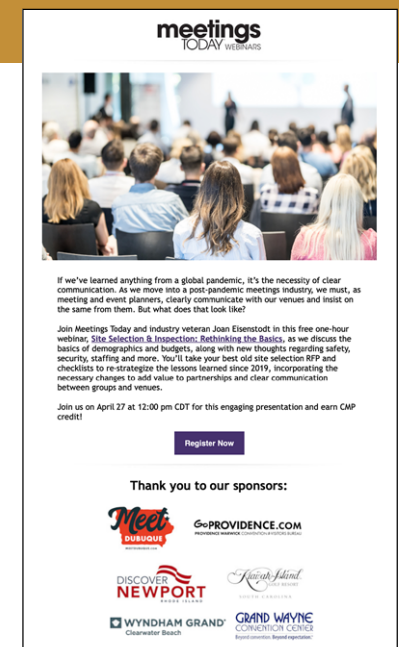 meetings
TODAY WEBINARS
If we've learned anything from a global pandemic, it's the necessity of clear
communication. As we move into a post-pandemic meetings industry, we must, as
meeting and event planners, clearly communicate with our venues and insist on
the same from them. But what does that look like?
Join Meetings Today and industry veteran Joan Eisenstodt in this free one-hour
webinar, Site Selection & Inspection: Rethinking the Basics, as we discuss the
basics of demographics and budgets, along with new thoughts regarding safety,
security, staffing and more. You'll take your best old site selection RFP and
checklists to re-strategize the lessons learned since 2019, incorporating the
necessary changes to add value to partnerships and clear communication
between groups and venues.
Join us on April 27 at 12:00 pm CDT for this engaging presentation and earn CMP
credit!
Register Now
Thank you to our sponsors:
Meet
DUBUQUE
GoPROVIDENCE.COM
PROVIDENCE WARWICK CONVENTION & VISITORS BUREAU
DISCOVER
NEWPORT
RHODE ISLAND
Kiawah Island
GOLF RESORT
SOUTH CAROLINA
WYNDHAM GRAND
Clearwater Beach
GRAND WAYNE
CONVENTION CENTER
Beyond convention. Beyond expectation.